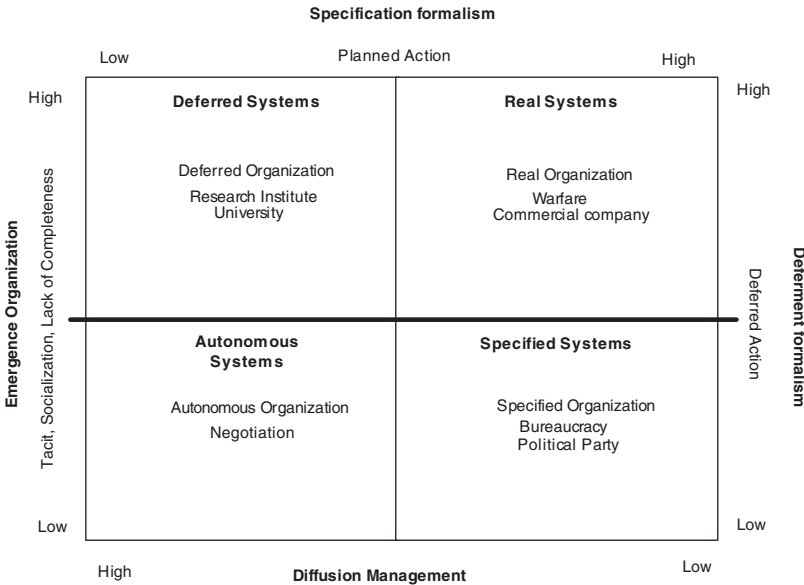 Specification formalism
Low
Planned Action
High
High
High
Deferred Systems
Real Systems
Deferred Organization
Research Institute
University
Real Organization
Warfare
Commercial company
Emergence Organization
Tacit, Socialization, Lack of Completeness
Deferred Action
Deferment formalism
Autonomous
Systems
Specified Systems
Autonomous Organization
Negotiation
Specified Organization
Bureaucracy
Political Party
Low
Low
High
Diffusion Management
Low